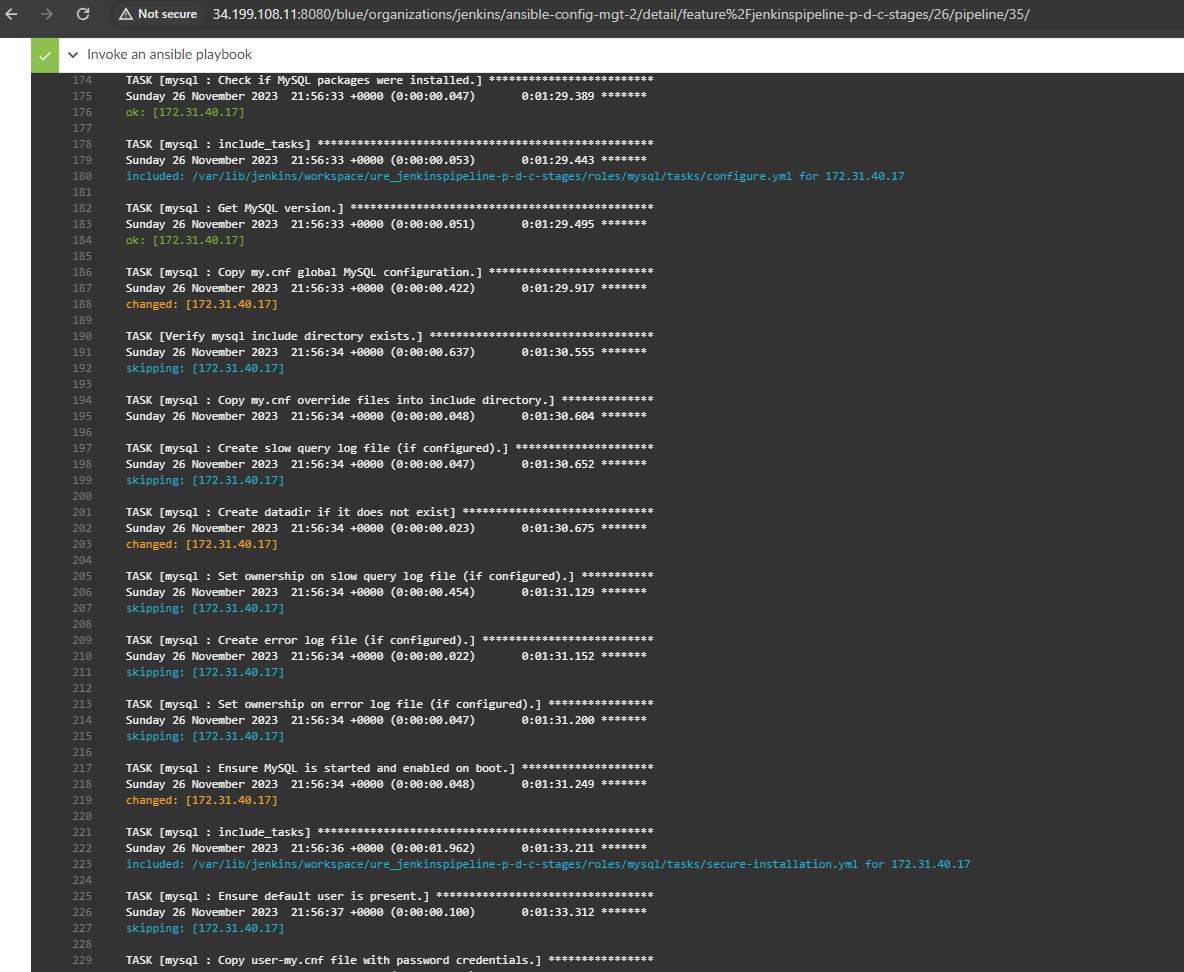 Not secure 34.199.108.11:8080/blue/organizations/jenkins/ansible-config-mgt-2/detail/feature%2Fjenkinspipeline-p-d-c-stages/26/pipeline/35/
Invoke an ansible playbook
174 TASK [mysql : Check if MySQL packages were installed.] *************************
175 Sunday 26 November 2023  21:56:33 +0000 (0:00:00.047)       0:01:29.389 *******
176 ok: [172.31.40.17]
177
178 TASK [mysql : include_tasks] ***************************************************
179 Sunday 26 November 2023  21:56:33 +0000 (0:00:00.053)       0:01:29.443 *******
180 included: /var/lib/jenkins/workspace/ure_jenkinspipeline-p-d-c-stages/roles/mysql/tasks/configure.yml for 172.31.40.17
181
182 TASK [mysql : Get MySQL version.] **********************************************
183 Sunday 26 November 2023  21:56:33 +0000 (0:00:00.051)       0:01:29.495 *******
184 ok: [172.31.40.17]
185
186 TASK [mysql : Copy my.cnf global MySQL configuration.] *************************
187 Sunday 26 November 2023  21:56:33 +0000 (0:00:00.422)       0:01:29.917 *******
188 changed: [172.31.40.17]
189
190 TASK [Verify mysql include directory exists.] **********************************
191 Sunday 26 November 2023  21:56:34 +0000 (0:00:00.637)       0:01:30.555 *******
192 skipping: [172.31.40.17]
193
194 TASK [mysql : Copy my.cnf override files into include directory.] **************
195 Sunday 26 November 2023  21:56:34 +0000 (0:00:00.048)       0:01:30.604 *******
196
197 TASK [mysql : Create slow query log file (if configured).] *********************
198 Sunday 26 November 2023  21:56:34 +0000 (0:00:00.047)       0:01:30.652 *******
199 skipping: [172.31.40.17]
200
201 TASK [mysql : Create datadir if it does not exist] *****************************
202 Sunday 26 November 2023  21:56:34 +0000 (0:00:00.023)       0:01:30.675 *******
203 changed: [172.31.40.17]
204
205 TASK [mysql : Set ownership on slow query log file (if configured).] ***********
206 Sunday 26 November 2023  21:56:34 +0000 (0:00:00.454)       0:01:31.129 *******
207 skipping: [172.31.40.17]
208
209 TASK [mysql : Create error log file (if configured).] **************************
210 Sunday 26 November 2023  21:56:34 +0000 (0:00:00.022)       0:01:31.152 *******
211 skipping: [172.31.40.17]
212
213 TASK [mysql : Set ownership on error log file (if configured).] ****************
214 Sunday 26 November 2023  21:56:34 +0000 (0:00:00.047)       0:01:31.200 *******
215 skipping: [172.31.40.17]
216
217 TASK [mysql : Ensure MySQL is started and enabled on boot.] ********************
218 Sunday 26 November 2023  21:56:34 +0000 (0:00:00.048)       0:01:31.249 *******
219 changed: [172.31.40.17]
220
221 TASK [mysql : include_tasks] ***************************************************
222 Sunday 26 November 2023  21:56:36 +0000 (0:00:01.962)       0:01:33.211 *******
223 included: /var/lib/jenkins/workspace/ure_jenkinspipeline-p-d-c-stages/roles/mysql/tasks/secure-installation.yml for 172.31.40.17
224
225 TASK [mysql : Ensure default user is present.] *********************************
226 Sunday 26 November 2023  21:56:37 +0000 (0:00:00.100)       0:01:33.312 *******
227 skipping: [172.31.40.17]
228
229 TASK [mysql : Copy user-my.cnf file with password credentials.] ****************